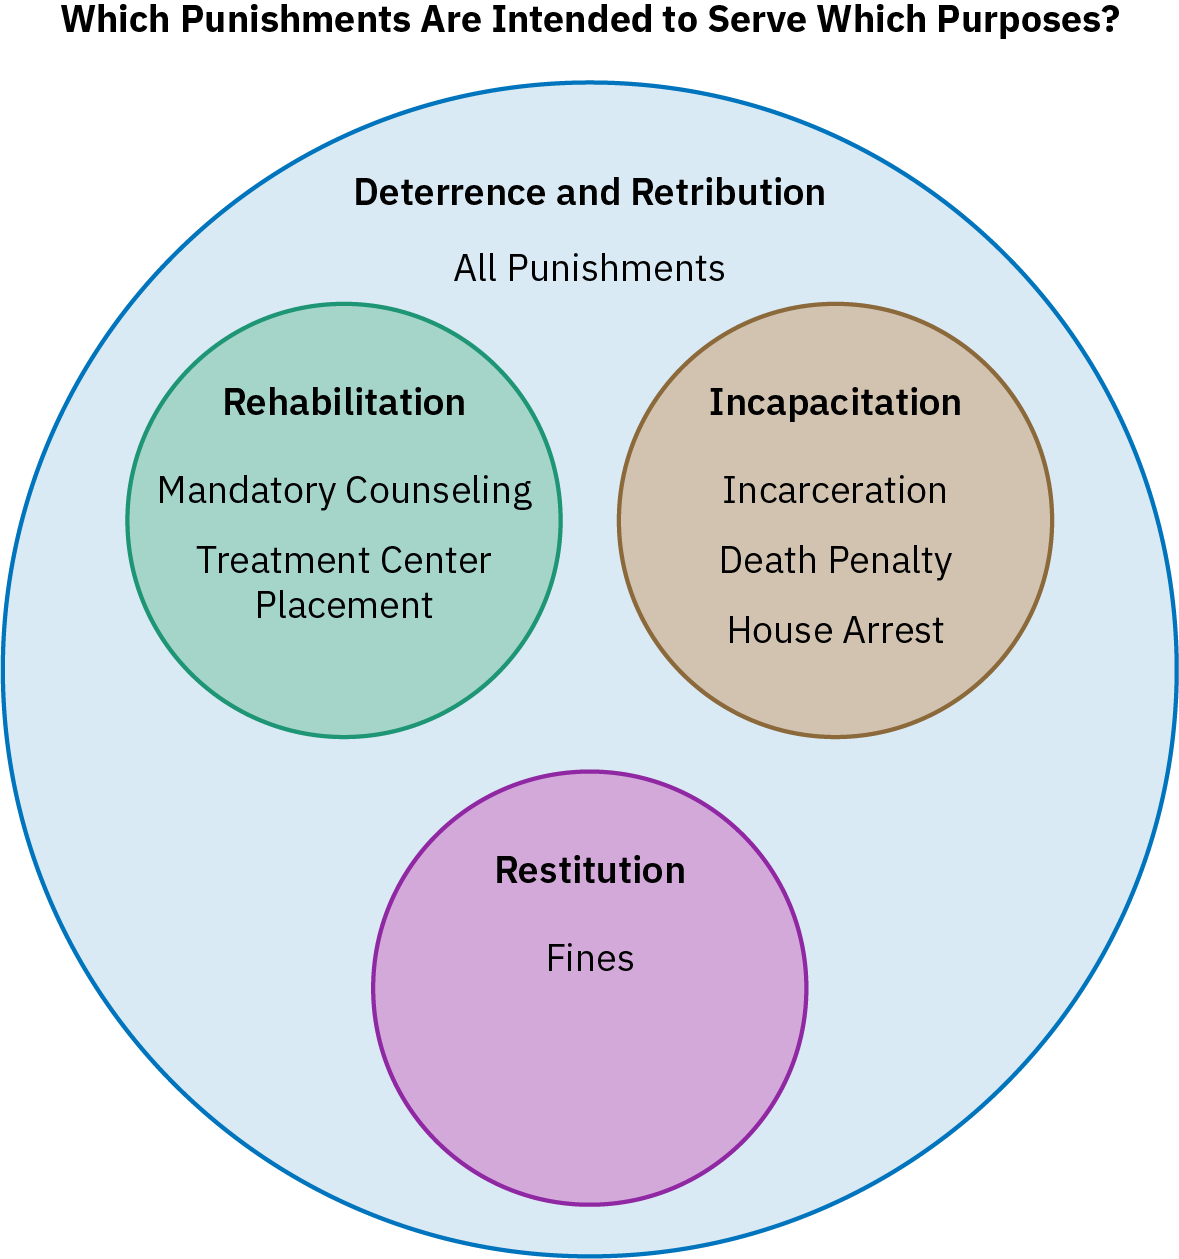 Which Punishments Are Intended to Serve Which Purposes?
Deterrence and Retribution
All Punishments
Rehabilitation
Mandatory Counseling
Treatment Center
Placement
Incapacitation
Incarceration
Death Penalty
House Arrest
Restitution
Fines